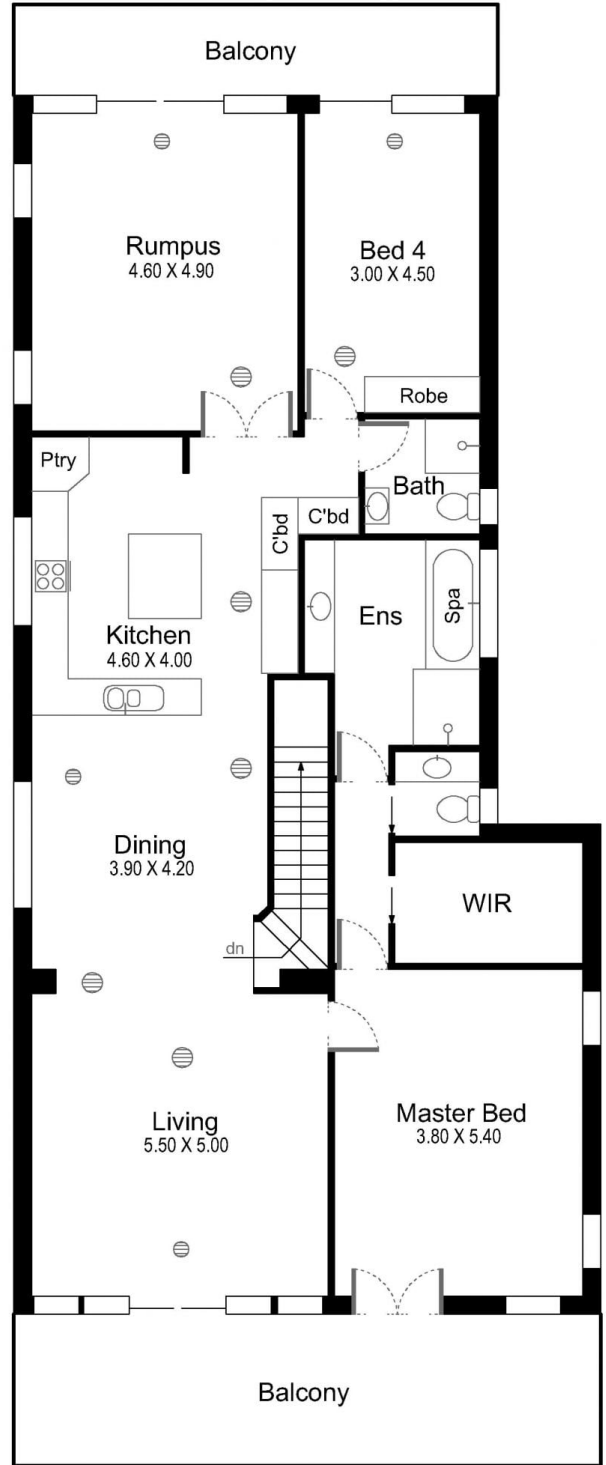 Balcony
Rumpus
4.60 X 4.90
Bed 4
3.00 X 4.50
Robe
Ptry
Bath
C'bd
C'bd
Kitchen
4.60 X 4.00
Ens
Spa
Dining
3.90 X 4.20
WIR
dn
Living
5.50 X 5.00
Master Bed
3.80 X 5.40
Balcony